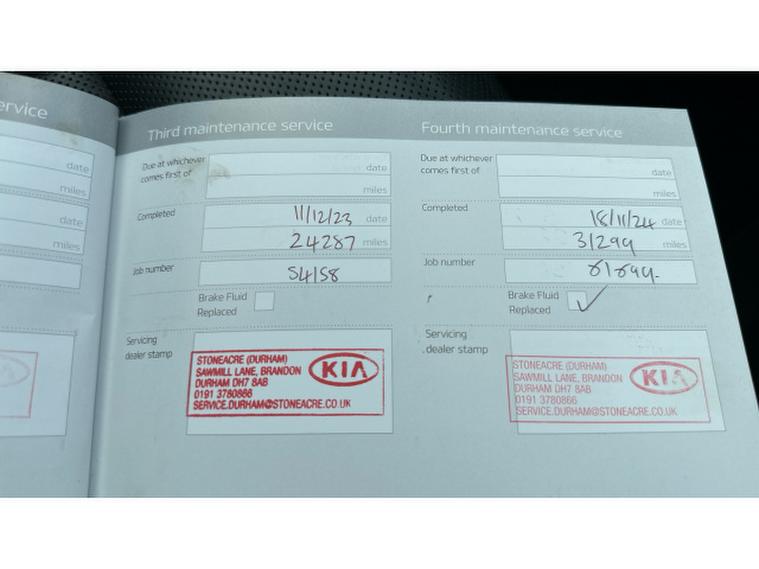 ervice
date
miles
date
miles
Third maintenance service
Due at whichever comes first of
date
miles
Completed
11/12/23 date
24287 miles
Job number
54158
Brake Fluid Replaced
Servicing dealer stamp
STONEACRE (DURHAM)
SAWMILL LANE, BRANDON
DURHAM DH7 8AB
0191 3780866
SERVICE.DURHAM@STONEACRE.CO.UK
KIA
Fourth maintenance service
Due at whichever comes first of
date
miles
Completed
18/11/24 date
31299 miles
Job number
Brake Fluid Replaced
Servicing dealer stamp
STONEACRE (DURHAM)
SAWMILL LANE, BRANDON
DURHAM DH7 8AB
0191 3780866
SERVICE.DURHAM@STONEACRE.CO.UK
KIA